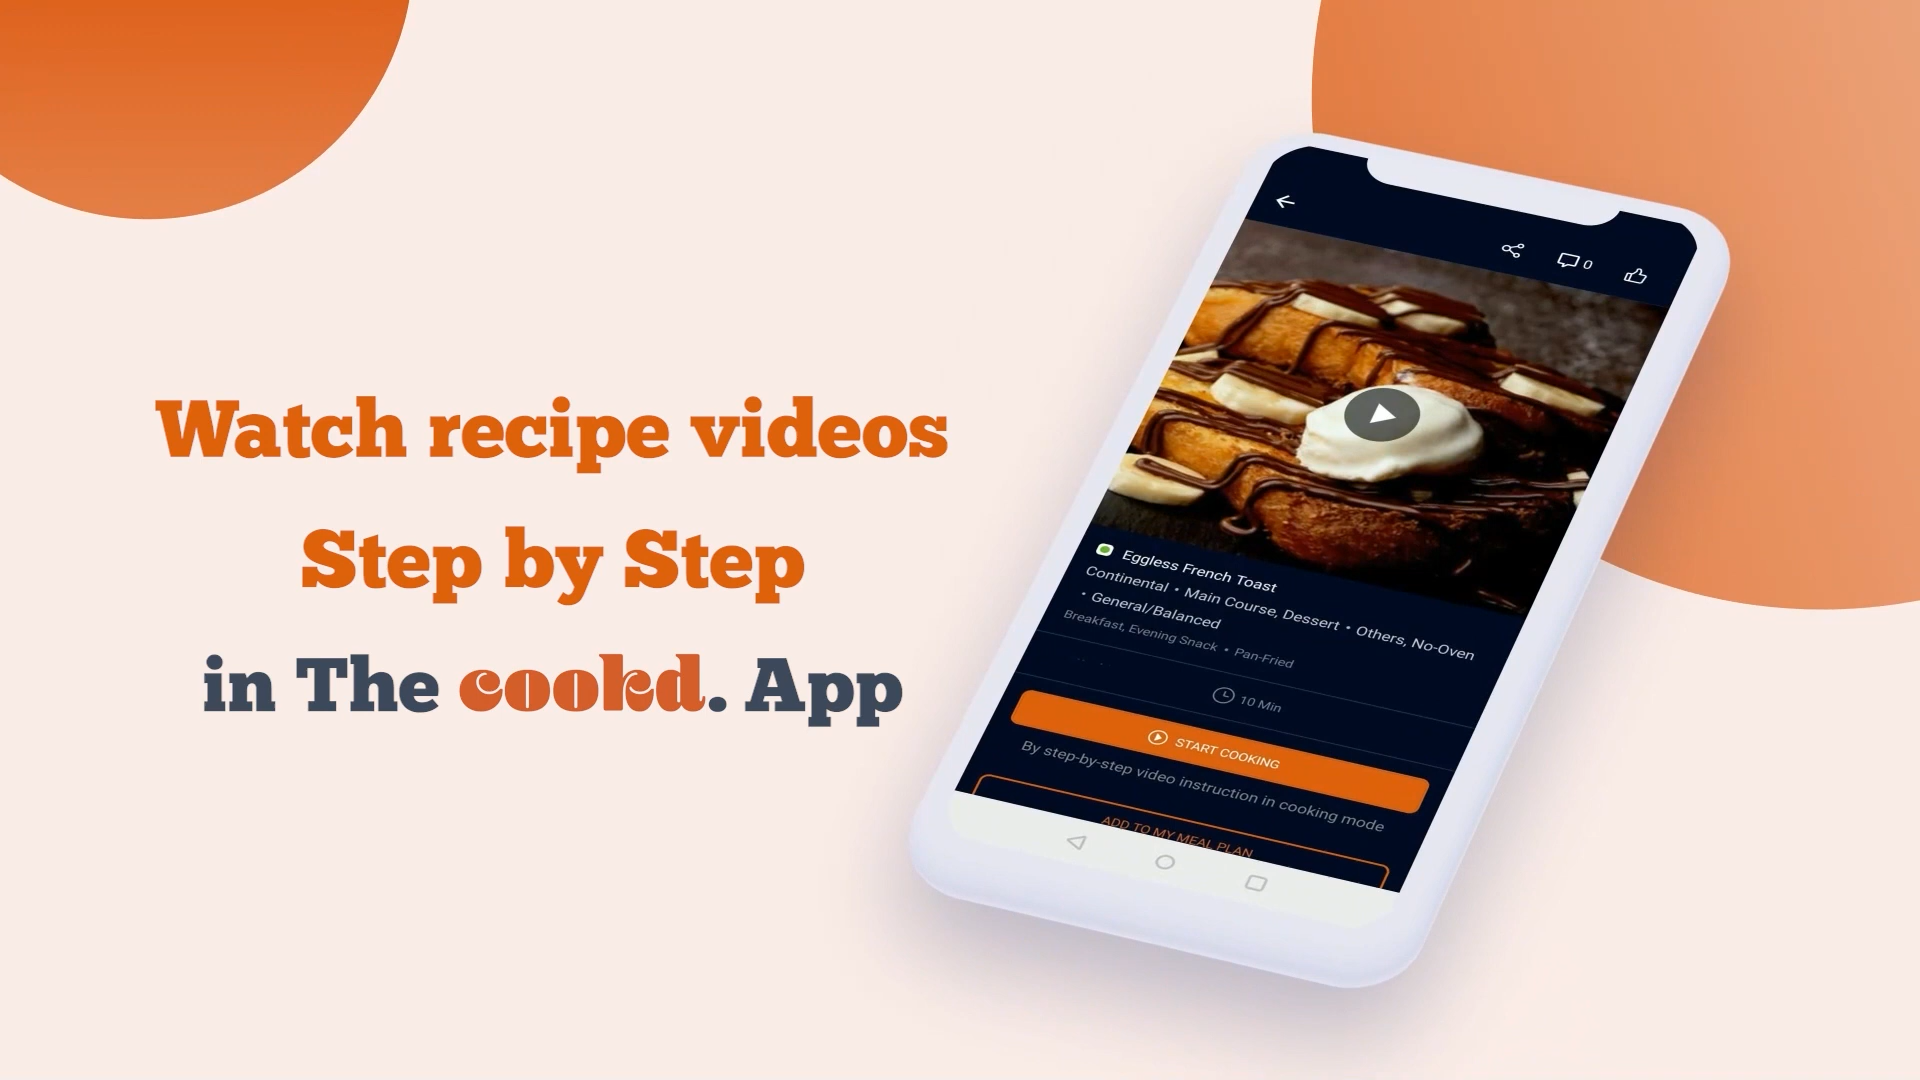 Watch recipe videos
Step by Step
in The cookd. App
0
Eggless French Toast
Continental • Main Course, Dessert • Others, No-Oven
• General/Balanced
Breakfast, Evening Snack • Pan-Fried
10 Min
START COOKING
By step-by-step video instruction in cooking mode
ADD TO MY MEAL PLAN